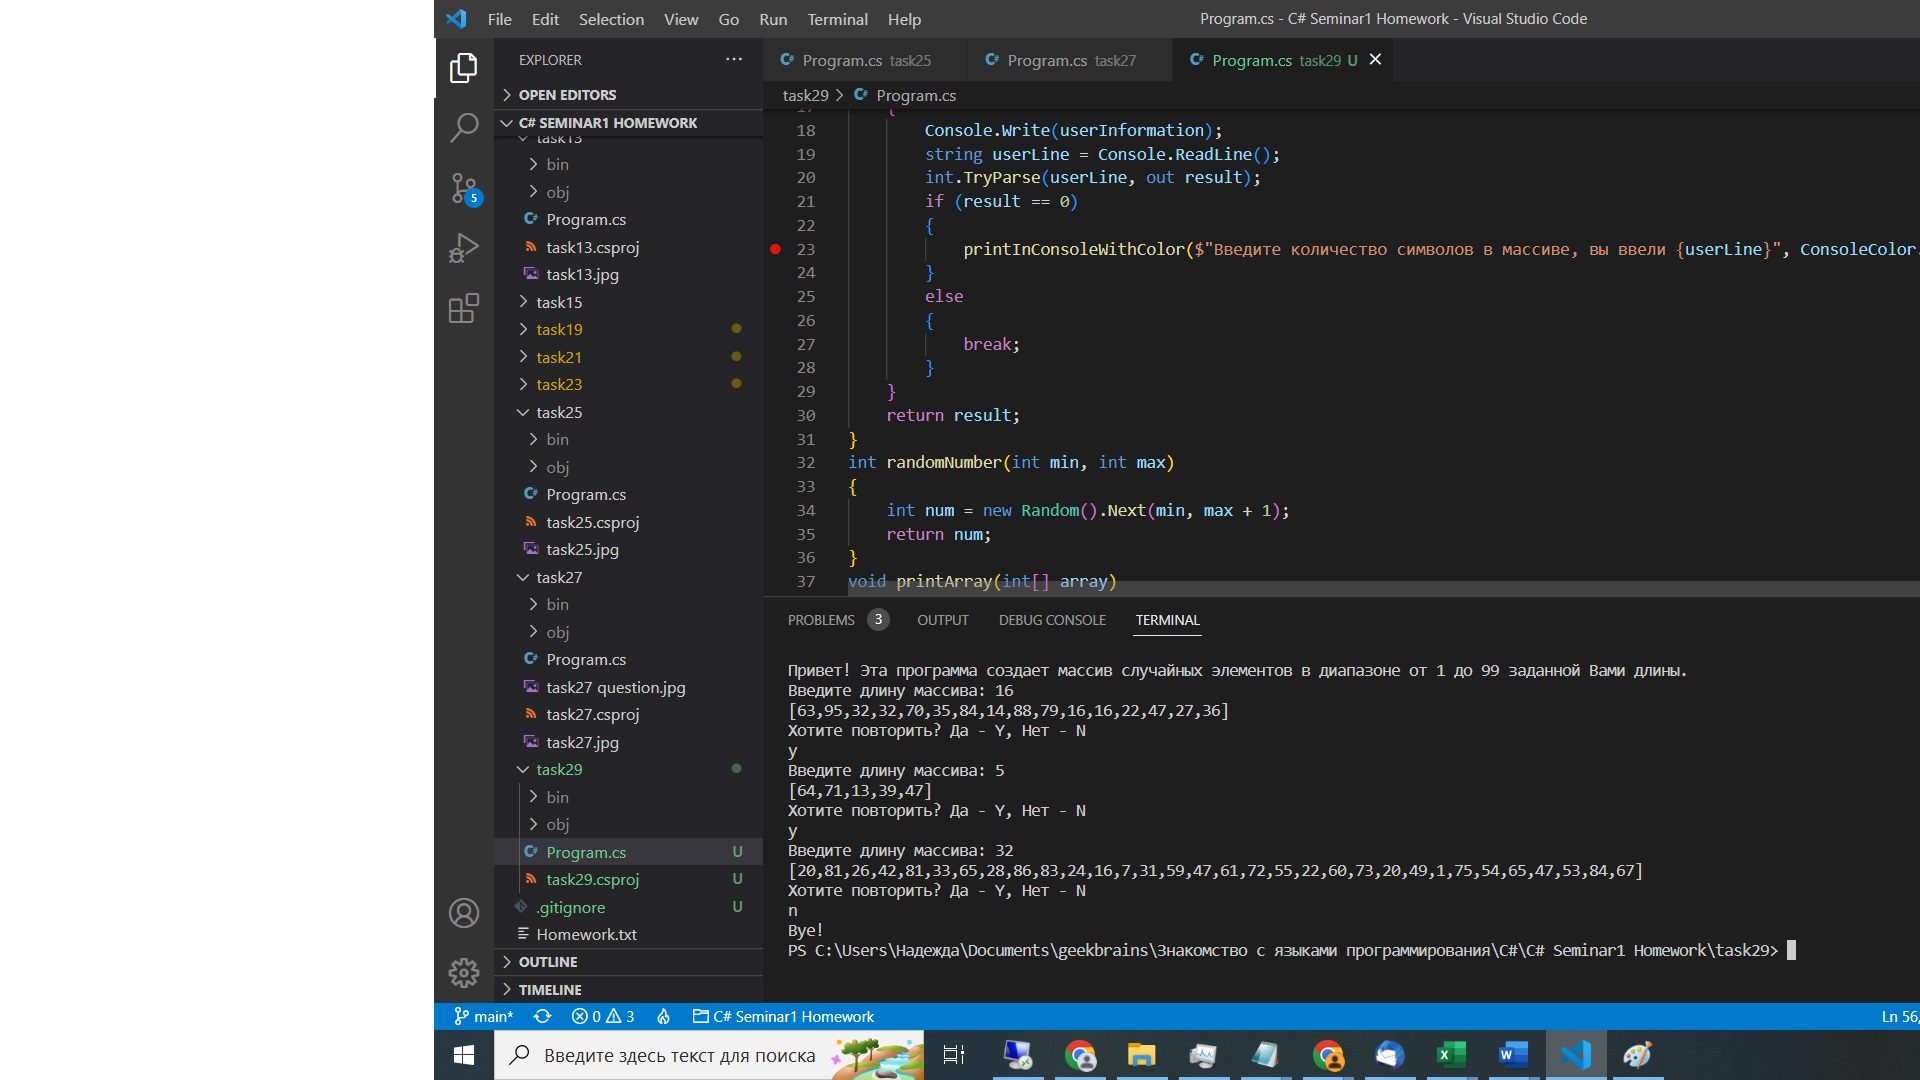 File Edit Selection View Go Run Terminal Help
Program.cs - C# Seminar1 Homework - Visual Studio Code
EXPLORER
OPEN EDITORS
C# SEMINAR1 HOMEWORK
task13
bin
obj
Program.cs
task13.csproj
task13.jpg
task15
task19
task21
task23
task25
bin
obj
Program.cs
task25.csproj
task25.jpg
task27
bin
obj
Program.cs
task27 question.jpg
task27.csproj
task27.jpg
task29
bin
obj
Program.cs U
task29.csproj U
.gitignore U
Homework.txt
OUTLINE
TIMELINE
5
Program.cs task25 Program.cs task27 Program.cs task29 U
task29 > Program.cs
17 {
18 Console.Write(userInformation);
19 string userLine = Console.ReadLine();
20 int.TryParse(userLine, out result);
21 if (result == 0)
22 {
23 printInConsoleWithColor($"Введите количество символов в массиве, вы ввели {userLine}", ConsoleColor.
24 }
25 else
26 {
27 break;
28 }
29 }
30 return result;
31 }
32 int randomNumber(int min, int max)
33 {
34 int num = new Random().Next(min, max + 1);
35 return num;
36 }
37 void printArray(int[] array)
PROBLEMS 3 OUTPUT DEBUG CONSOLE TERMINAL
Привет! Эта программа создает массив случайных элементов в диапазоне от 1 до 99 заданной Вами длины.
Введите длину массива: 16
[63,95,32,32,70,35,84,14,88,79,16,16,22,47,27,36]
Хотите повторить? Да - Y, Нет - N
y
Введите длину массива: 5
[64,71,13,39,47]
Хотите повторить? Да - Y, Нет - N
y
Введите длину массива: 32
[20,81,26,42,81,33,65,28,86,83,24,16,7,31,59,47,61,72,55,22,60,73,20,49,1,75,54,65,47,53,84,67]
Хотите повторить? Да - Y, Нет - N
n
Bye!
PS C:\Users\Надежда\Documents\geekbrains\Знакомство с языками программирования\C#\C# Seminar1 Homework\task29>
main* 0 3 C# Seminar1 Homework Ln 56,
Введите здесь текст для поиска